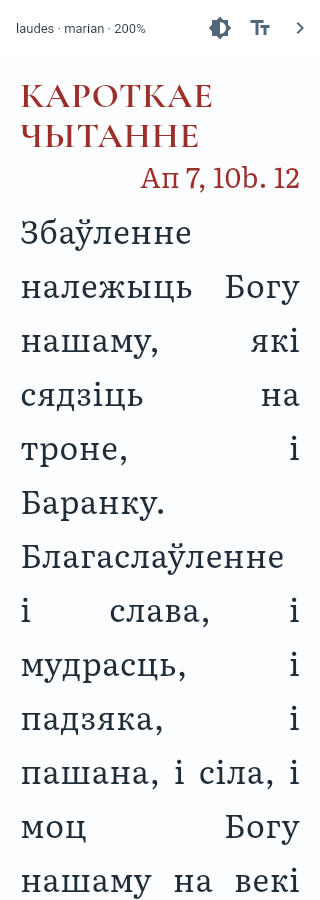 laudes · marian · 200%
КАРОТКАЕ
ЧЫТАННЕ
Ап 7, 10b. 12
Збаўленне
належыць Богу
нашаму, які
сядзіць на
троне, і
Баранку.
Благаслаўленне
і слава, і
мудрасць, і
падзяка, і
пашана, і сіла, і
моц Богу
нашаму на векі